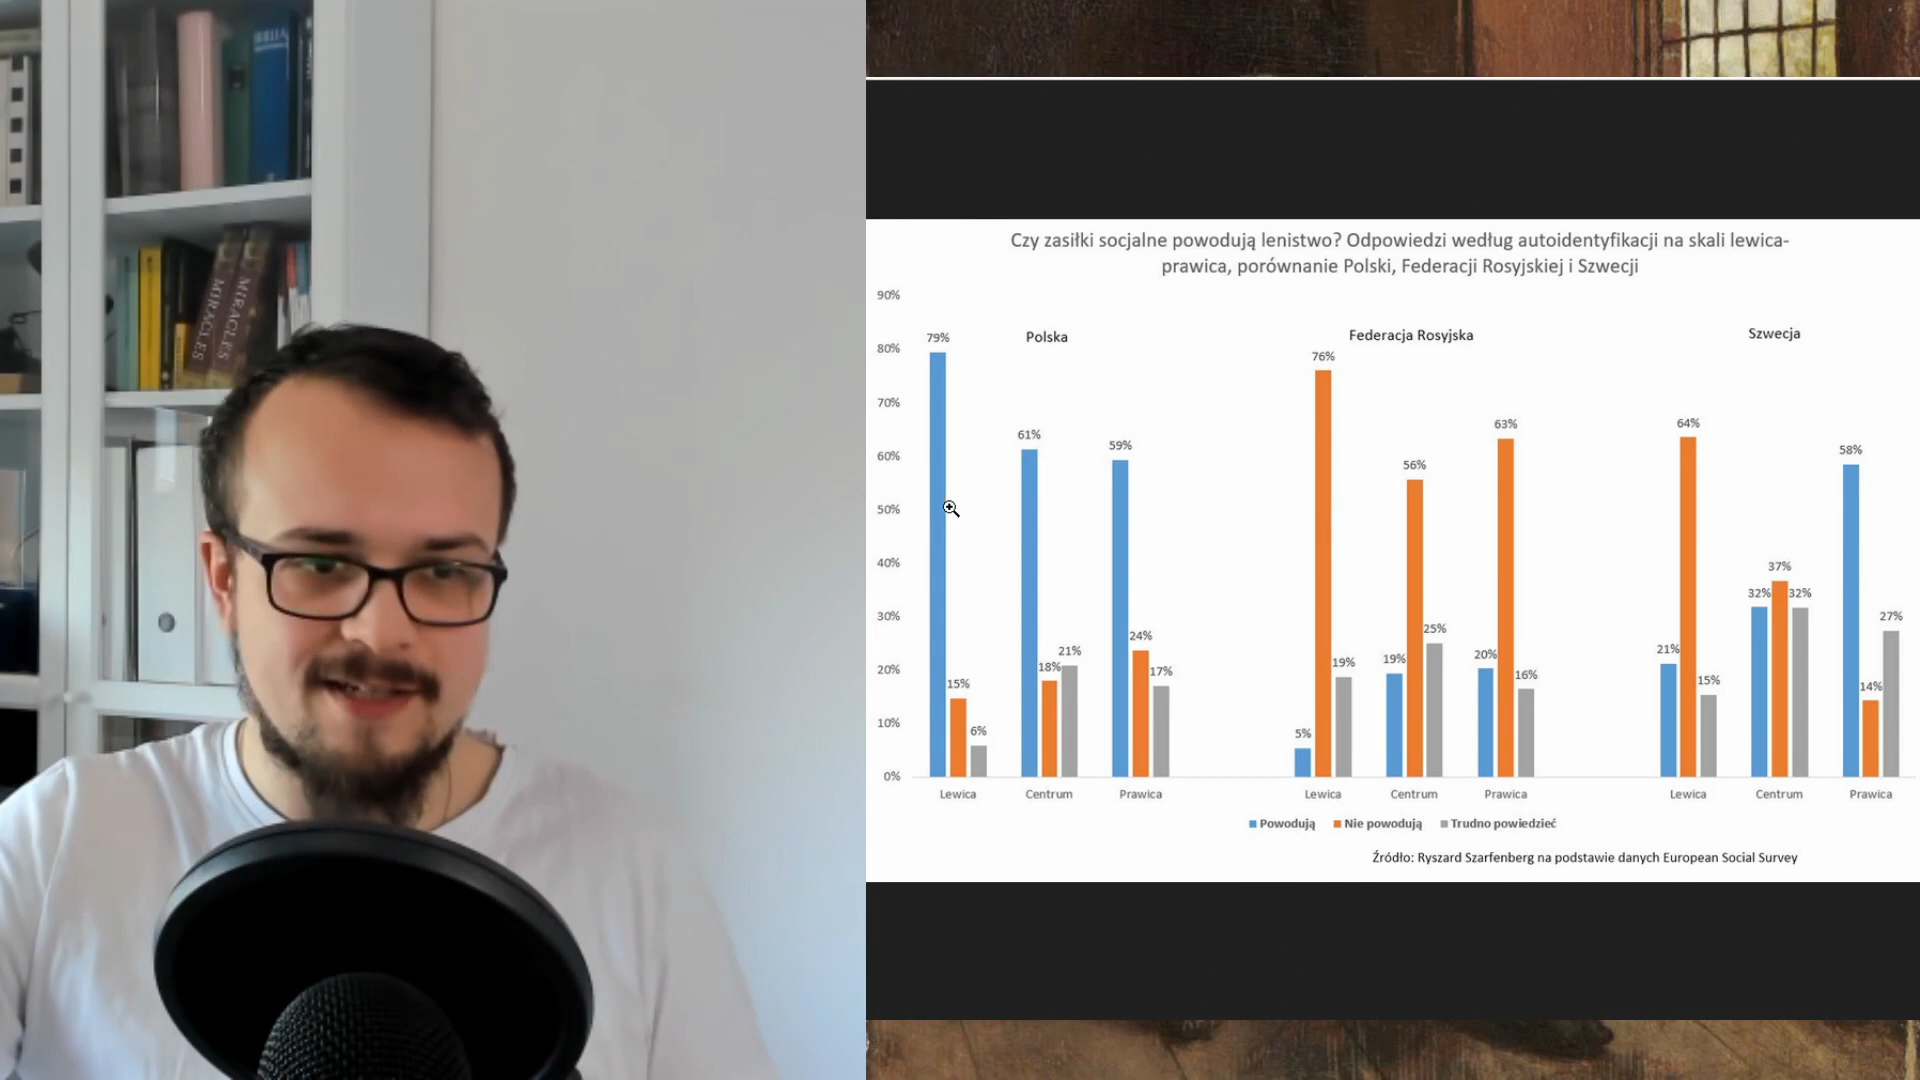 MIRACLES
MIRACLES
Czy zasiłki socjalne powodują lenistwo? Odpowiedzi według autoidentyfikacji na skali lewica-
prawica, porównanie Polski, Federacji Rosyjskiej i Szwecji
90%
80%
70%
60%
50%
40%
30%
20%
10%
0%
Polska
79%
15%
6%
61%
18%
21%
59%
24%
17%
Lewica
Centrum
Prawica
Federacja Rosyjska
5%
76%
19%
19%
56%
25%
20%
63%
16%
Lewica
Centrum
Prawica
Szwecja
21%
64%
15%
32%
37%
32%
58%
14%
27%
Lewica
Centrum
Prawica
Powodują
Nie powodują
Trudno powiedzieć
Źródło: Ryszard Szarfenberg na podstawie danych European Social Survey